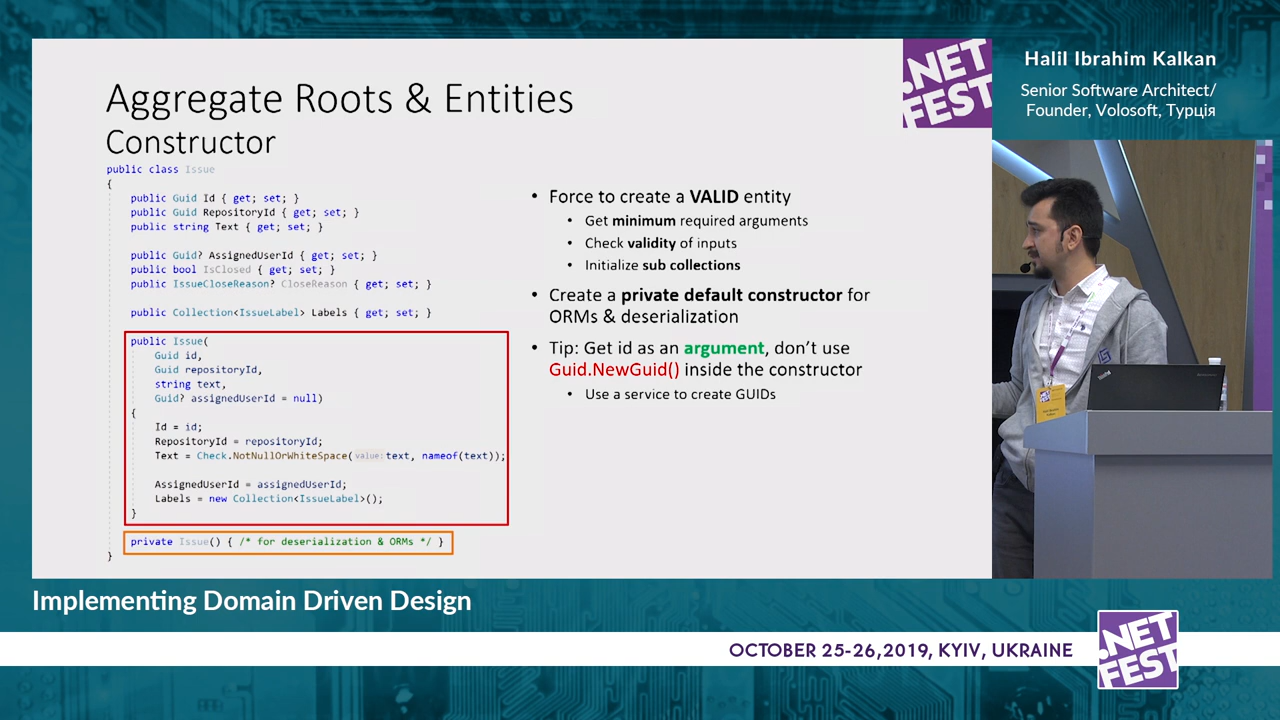 Aggregate Roots & Entities
Constructor
public class Issue
{
public Guid Id { get; set; }
public Guid RepositoryId { get; set; }
public string Text { get; set; }
public Guid? AssignedUserId { get; set; }
public bool IsClosed { get; set; }
public IssueCloseReason? CloseReason { get; set; }
public Collection<IssueLabel> Labels { get; set; }
public Issue(
Guid id,
Guid repositoryId,
string text,
Guid? assignedUserId = null)
{
Id = id;
RepositoryId = repositoryId;
Text = Check.NotNullOrWhiteSpace( value: text, nameof(text));
AssignedUserId = assignedUserId;
Labels = new Collection<IssueLabel>();
}
private Issue() { /* for deserialization & ORMs */ }
}
• Force to create a VALID entity
• Get minimum required arguments
• Check validity of inputs
• Initialize sub collections
• Create a private default constructor for
ORMs & deserialization
• Tip: Get id as an argument, don't use
Guid.NewGuid() inside the constructor
• Use a service to create GUIDs
.NET
FEST
Halil Ibrahim Kalkan
Senior Software Architect/
Founder, Volosoft, Турція
Implementing Domain Driven Design
OCTOBER 25-26,2019, KYIV, UKRAINE
.NET
FEST